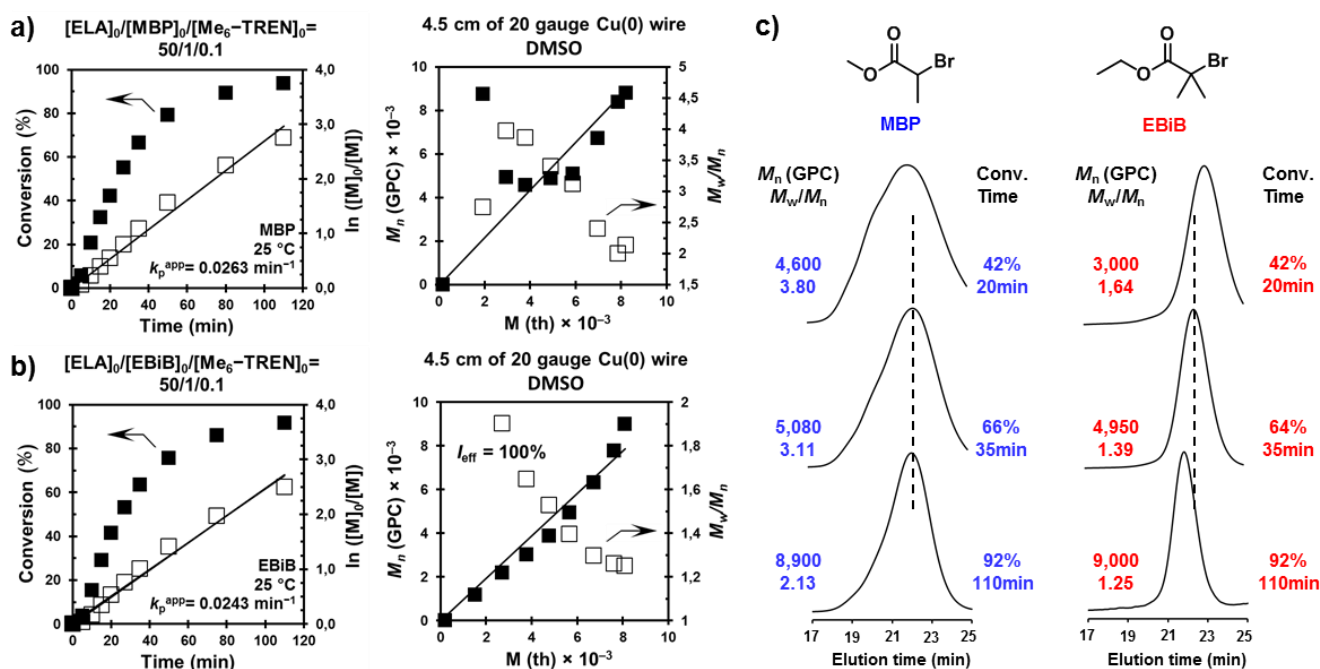 a)
[ELA]₀/[MBP]₀/[Me₆−TREN]₀=
50/1/0.1
Conversion (%)
100
80
60
40
20
0
4,0
3,0
2,0
1,0
0,0
ln ([M]₀/[M])
MBP
25 °C
kₚᵃᵖᵖ= 0.0263 min⁻¹
0 20 40 60 80 100 120
Time (min)
4.5 cm of 20 gauge Cu(0) wire
DMSO
Mₙ (GPC) × 10⁻³
10
8
6
4
2
0
5
4,5
4
3,5
3
2,5
2
1,5
M_w/Mₙ
0 2 4 6 8 10
M (th) × 10⁻³
b)
[ELA]₀/[EBiB]₀/[Me₆−TREN]₀=
50/1/0.1
Conversion (%)
100
80
60
40
20
0
4,0
3,0
2,0
1,0
0,0
ln ([M]₀/[M])
EBiB
25 °C
kₚᵃᵖᵖ= 0.0243 min⁻¹
0 20 40 60 80 100 120
Time (min)
4.5 cm of 20 gauge Cu(0) wire
DMSO
Mₙ (GPC) × 10⁻³
10
8
6
4
2
0
I_eff = 100%
2
1,8
1,6
1,4
1,2
1
M_w/Mₙ
0 2 4 6 8 10
M (th) × 10⁻³
c)
O
O
Br
MBP
Mₙ (GPC)
M_w/Mₙ
Conv.
Time
4,600
3.80
42%
20min
5,080
3.11
66%
35min
8,900
2.13
92%
110min
17 19 21 23 25
Elution time (min)
O
O
Br
EBiB
Mₙ (GPC)
M_w/Mₙ
Conv.
Time
3,000
1,64
42%
20min
4,950
1.39
64%
35min
9,000
1.25
92%
110min
17 19 21 23 25
Elution time (min)